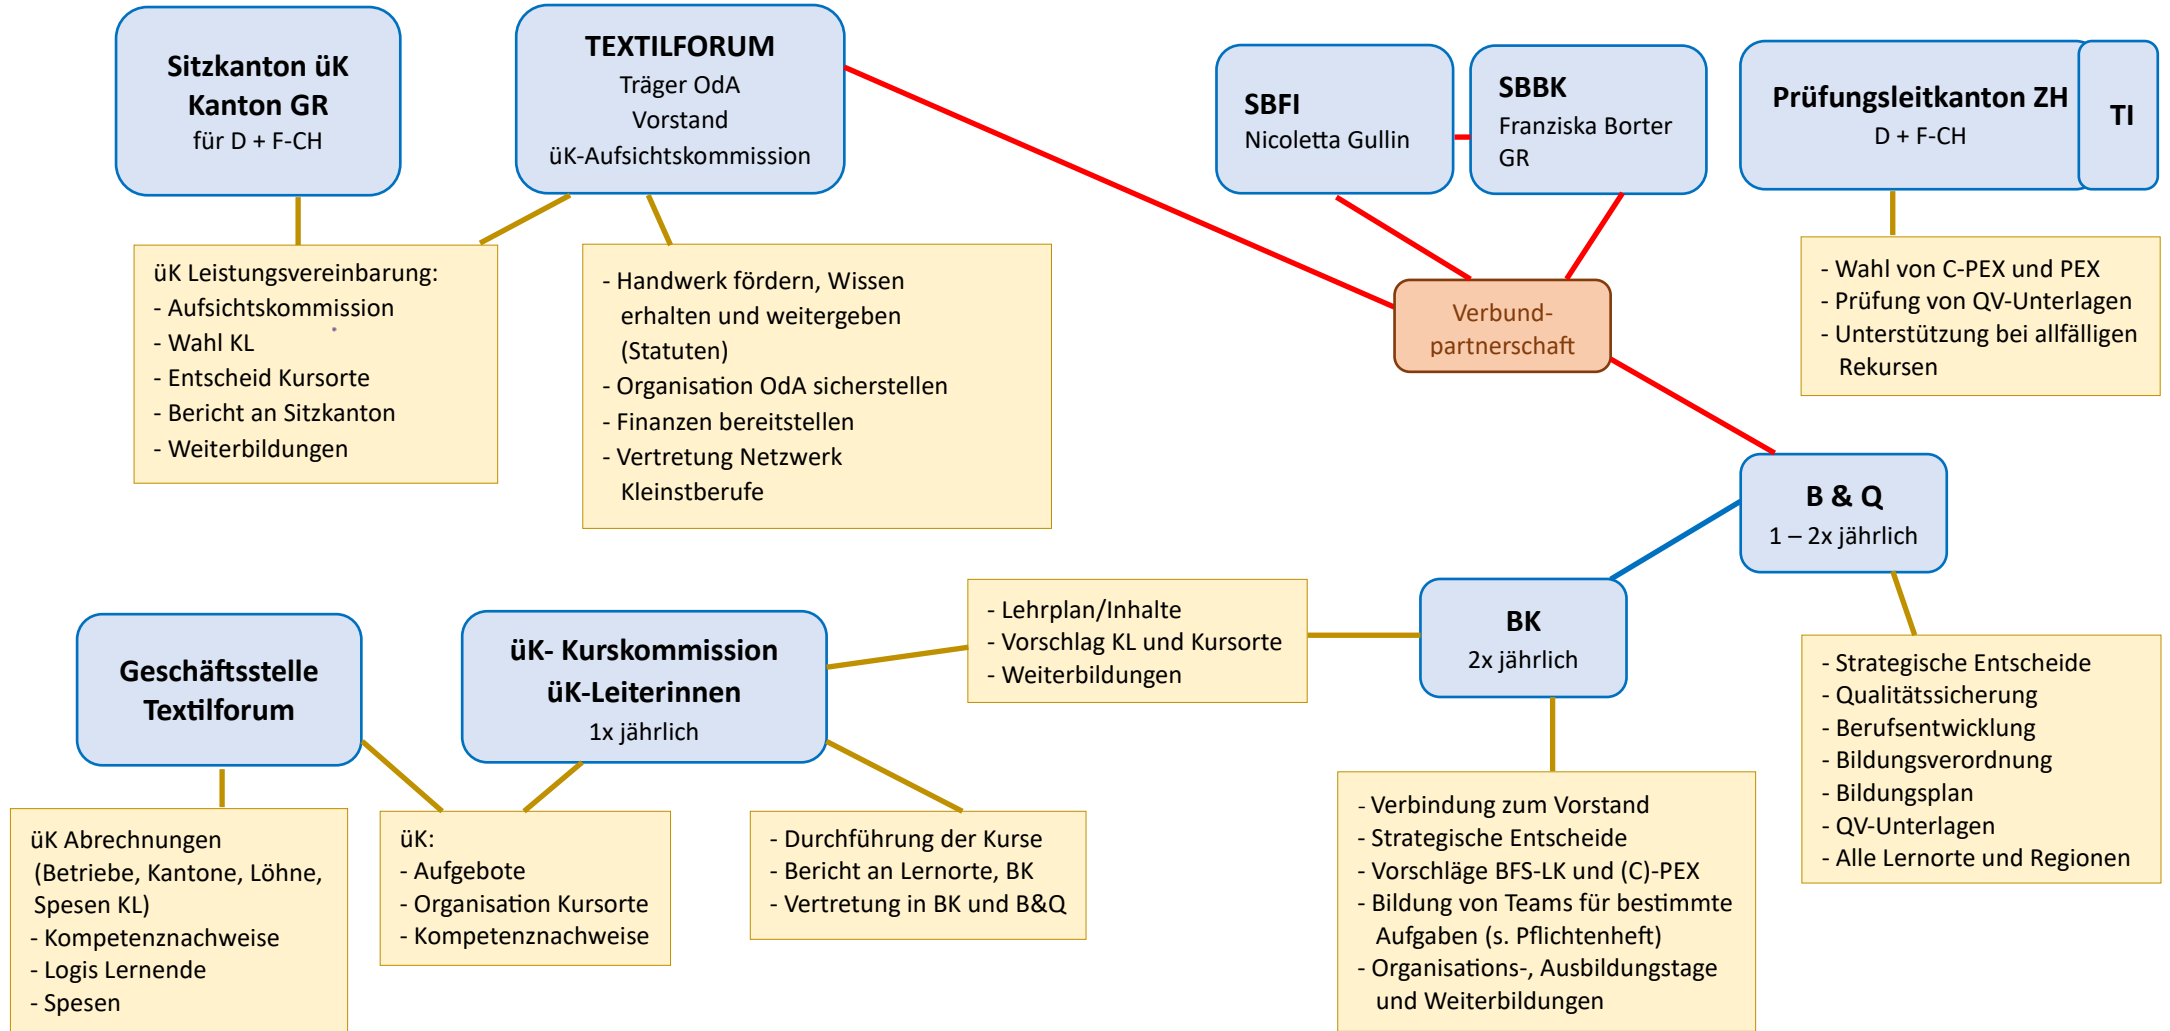 Sitzkanton üK
Kanton GR
für D + F-CH
TEXTILFORUM
Träger OdA
Vorstand
üK-Aufsichtskommission
SBFI
Nicoletta Gullin
SBBK
Franziska Borter
GR
Prüfungsleitkanton ZH
D + F-CH
TI
üK Leistungsvereinbarung:
- Aufsichtskommission
- Wahl KL
- Entscheid Kursorte
- Bericht an Sitzkanton
- Weiterbildungen
- Handwerk fördern, Wissen
erhalten und weitergeben
(Statuten)
- Organisation OdA sicherstellen
- Finanzen bereitstellen
- Vertretung Netzwerk
Kleinstberufe
Verbund-
partnerschaft
- Wahl von C-PEX und PEX
- Prüfung von QV-Unterlagen
- Unterstützung bei allfälligen
Rekursen
B & Q
1 – 2x jährlich
Geschäftsstelle
Textilforum
üK- Kurskommission
üK-Leiterinnen
1x jährlich
- Lehrplan/Inhalte
- Vorschlag KL und Kursorte
- Weiterbildungen
BK
2x jährlich
- Strategische Entscheide
- Qualitätssicherung
- Berufsentwicklung
- Bildungsverordnung
- Bildungsplan
- QV-Unterlagen
- Alle Lernorte und Regionen
üK Abrechnungen
(Betriebe, Kantone, Löhne,
Spesen KL)
- Kompetenznachweise
- Logis Lernende
- Spesen
üK:
- Aufgebote
- Organisation Kursorte
- Kompetenznachweise
- Durchführung der Kurse
- Bericht an Lernorte, BK
- Vertretung in BK und B&Q
- Verbindung zum Vorstand
- Strategische Entscheide
- Vorschläge BFS-LK und (C)-PEX
- Bildung von Teams für bestimmte
Aufgaben (s. Pflichtenheft)
- Organisations-, Ausbildungstage
und Weiterbildungen